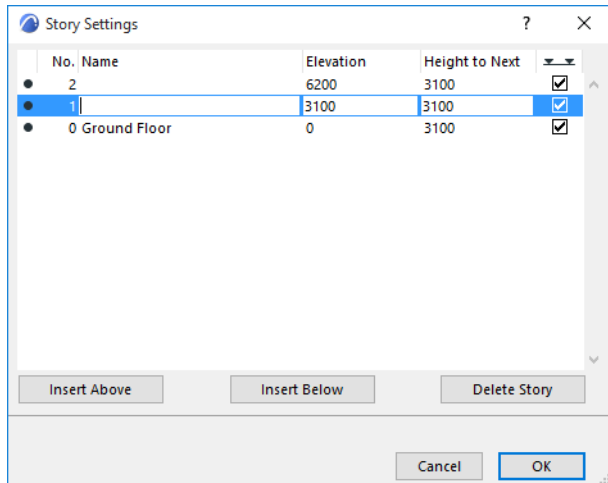 Story Settings ? ×
No. Name Elevation Height to Next
2 6200 3100
1 3100 3100
0 Ground Floor 0 3100
Insert Above Insert Below Delete Story
Cancel OK